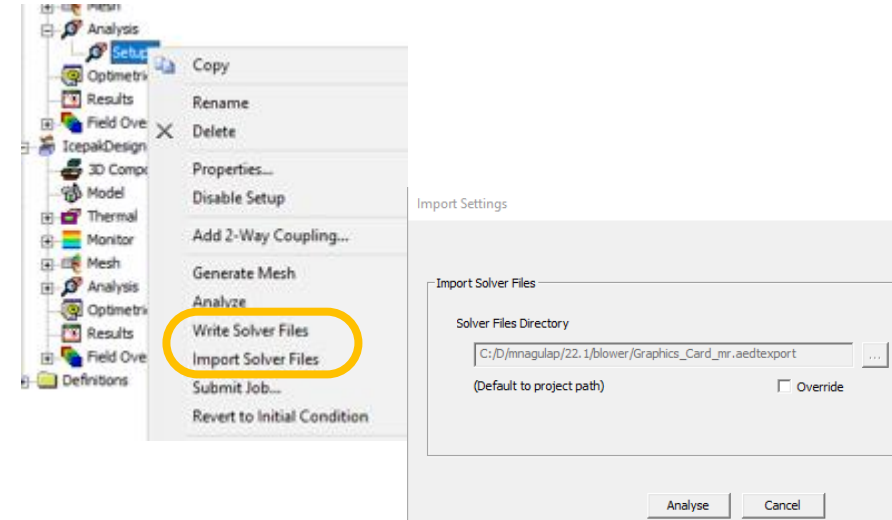 Mesh
Analysis
Setup
Optimetri
Results
Field Ove
IcepakDesign
3D Compo
Model
Thermal
Monitor
Mesh
Analysis
Optimetri
Results
Field Ove
Definitions
Copy
Rename
Delete
Properties...
Disable Setup
Add 2-Way Coupling...
Generate Mesh
Analyze
Write Solver Files
Import Solver Files
Submit Job...
Revert to Initial Condition
Import Settings
Import Solver Files
Solver Files Directory
C:/D/mnagulap/22.1/blower/Graphics_Card_mr.aedtexport
...
(Default to project path)
Override
Analyse
Cancel